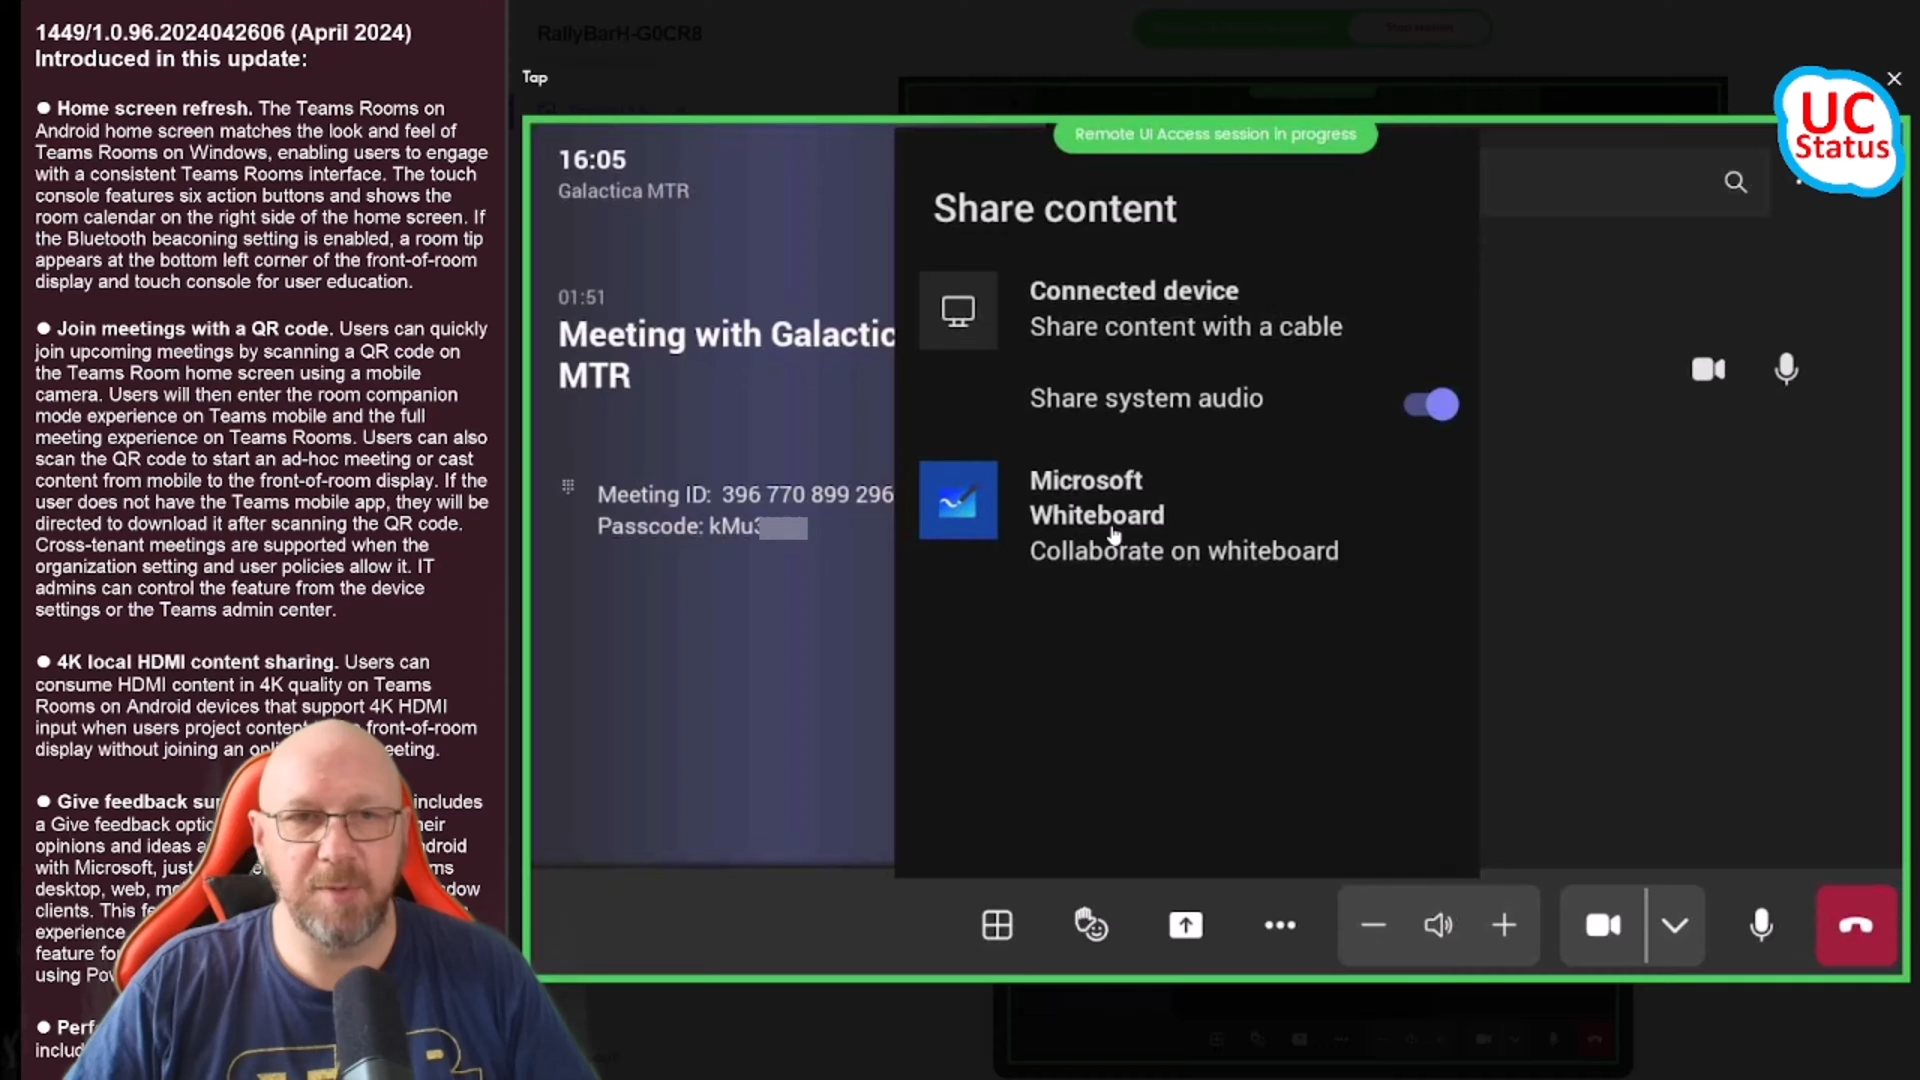 1449/1.0.96.2024042606 (April 2024)
Introduced in this update:
● Home screen refresh. The Teams Rooms on
Android home screen matches the look and feel of
Teams Rooms on Windows, enabling users to engage
with a consistent Teams Rooms interface. The touch
console features six action buttons and shows the
room calendar on the right side of the home screen. If
the Bluetooth beaconing setting is enabled, a room tip
appears at the bottom left corner of the front-of-room
display and touch console for user education.
● Join meetings with a QR code. Users can quickly
join upcoming meetings by scanning a QR code on
the Teams Room home screen using a mobile
camera. Users will then enter the room companion
mode experience on Teams mobile and the full
meeting experience on Teams Rooms. Users can also
scan the QR code to start an ad-hoc meeting or cast
content from mobile to the front-of-room display. If the
user does not have the Teams mobile app, they will be
directed to download it after scanning the QR code.
Cross-tenant meetings are supported when the
organization setting and user policies allow it. IT
admins can control the feature from the device
settings or the Teams admin center.
● 4K local HDMI content sharing. Users can
consume HDMI content in 4K quality on Teams
Rooms on Android devices that support 4K HDMI
input when users project front-of-room
display without joining an
● Give feedback includes
a Give feedback
opinions and ideas
with Microsoft, just
desktop, web,
clients. This
experience
feature
using
includ
RallyBarH-G0CR8
Tap
Remote UI Access session in progress
UC
Status
16:05
Galactica MTR
01:51
Meeting with Galactic
MTR
Meeting ID: 396 770 899 296
Passcode: kMu
Share content
Connected device
Share content with a cable
Share system audio
Microsoft
Whiteboard
Collaborate on whiteboard